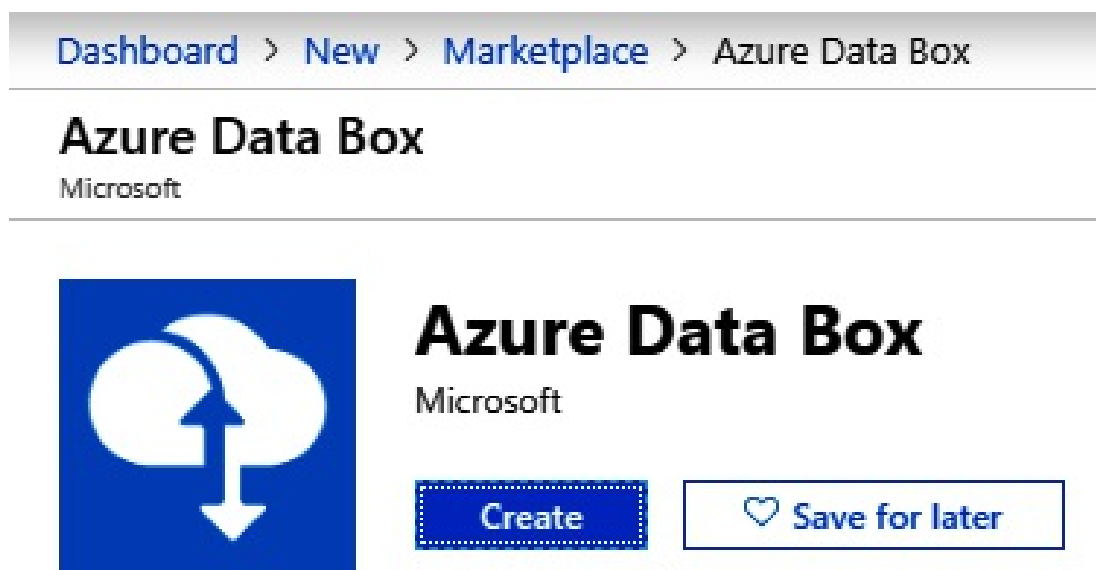 Dashboard > New > Marketplace > Azure Data Box
Azure Data Box
Microsoft
Azure Data Box
Microsoft
Create
Save for later